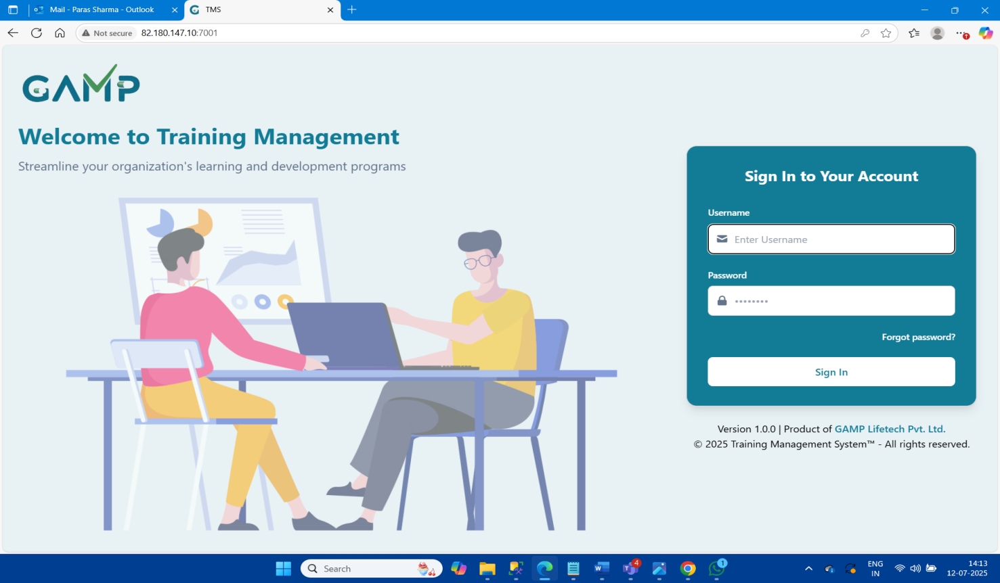 Mail - Paras Sharma - Outlook
TMS
Not secure
82.180.147.10:7001
GAMP
Welcome to Training Management
Streamline your organization's learning and development programs
Sign In to Your Account
Username
Enter Username
Password
Forgot password?
Sign In
Version 1.0.0 | Product of GAMP Lifetech Pvt. Ltd.
© 2025 Training Management System™ - All rights reserved.
Search
4
1
ENG
IN
14:13
12-07-2025